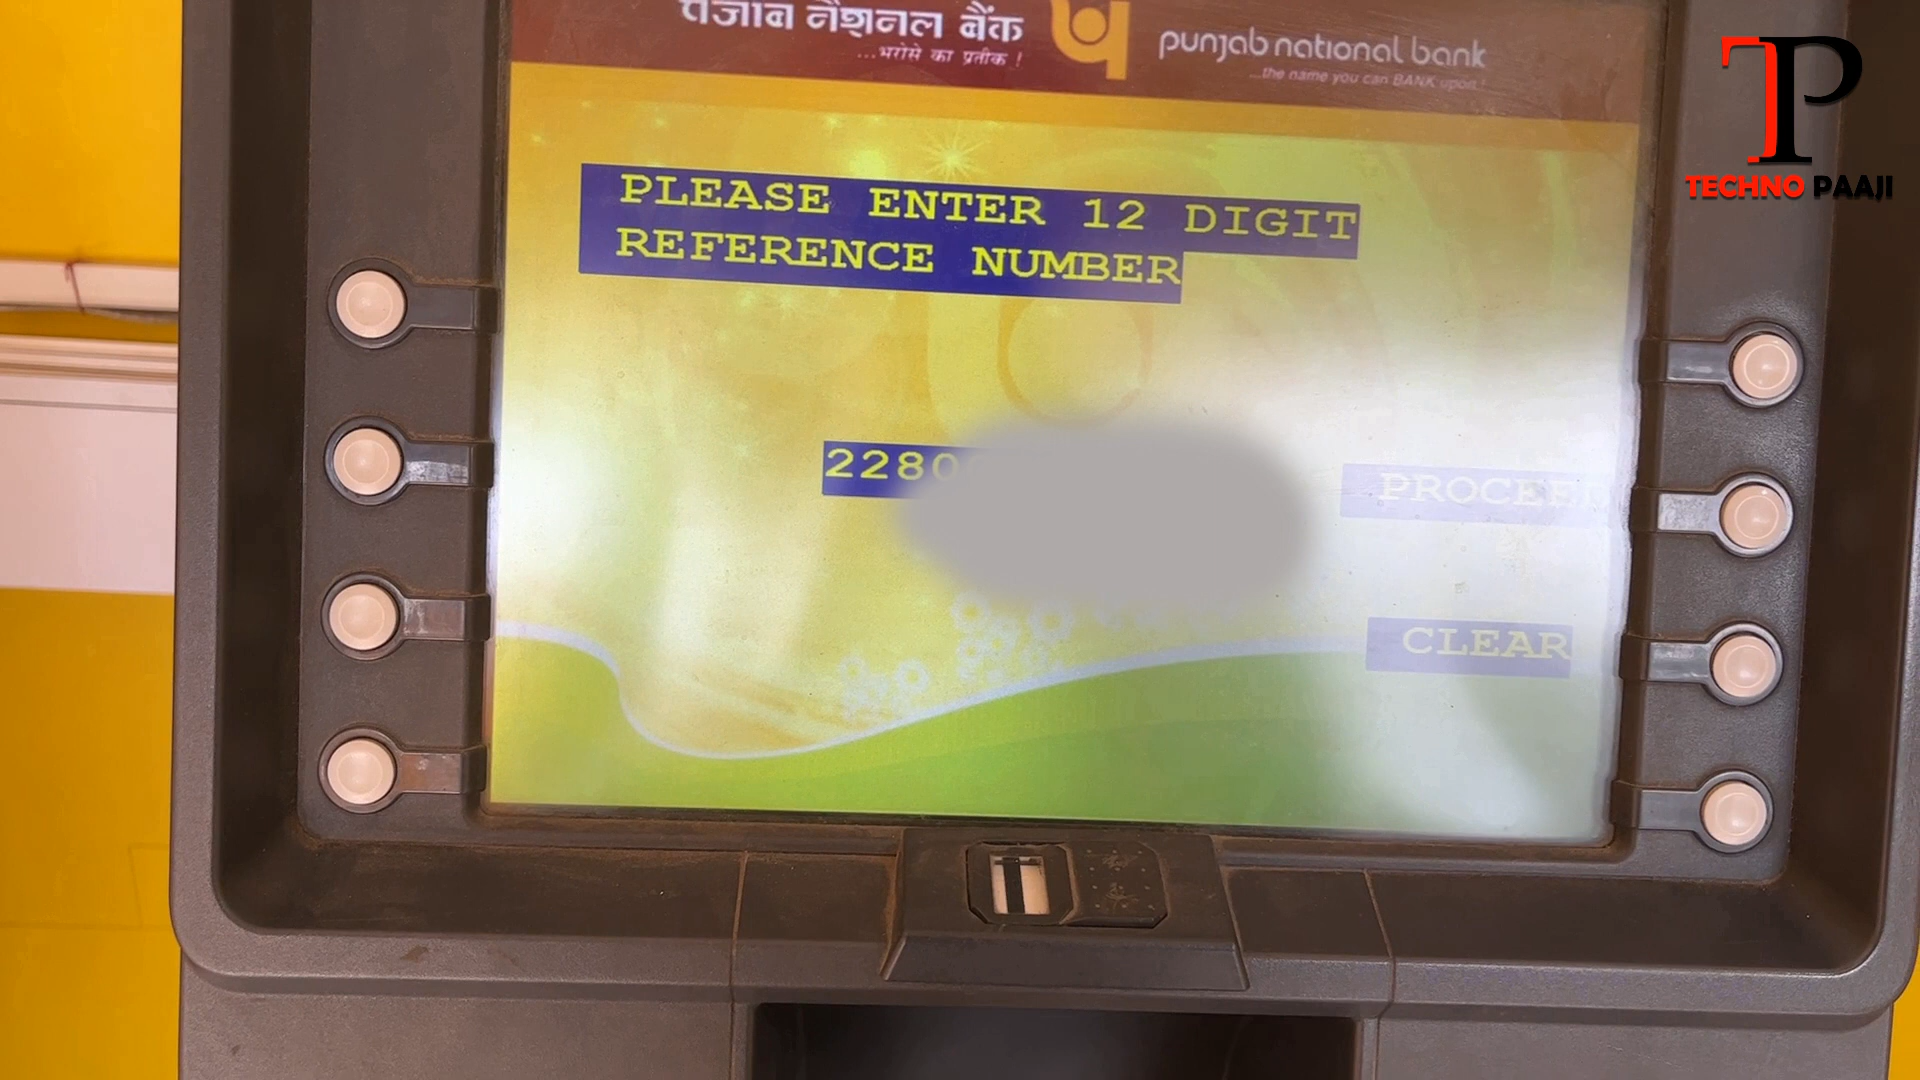 पंजाब नैशनल बैंक
...भरोसे का प्रतीक !
punjab national bank
...the name you can BANK upon !
TP
TECHNO PAAJI
PLEASE ENTER 12 DIGIT
REFERENCE NUMBER
2280
PROCEED
CLEAR